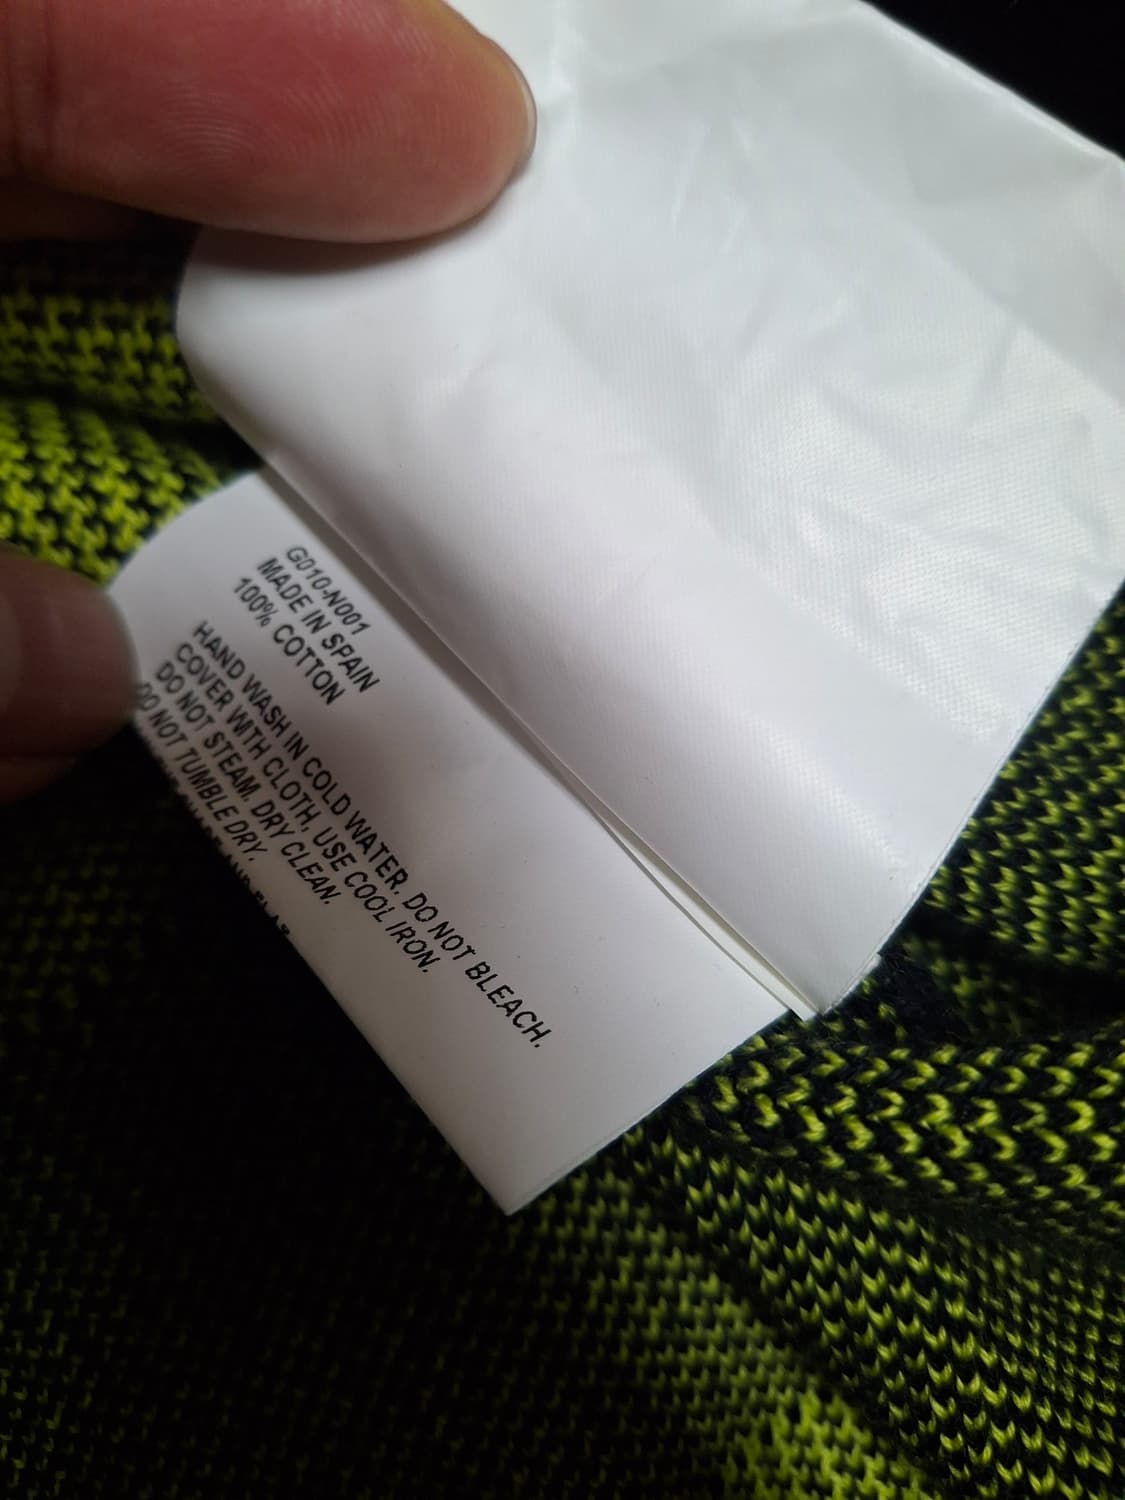 G010-N001
MADE IN SPAIN
100% COTTON
HAND WASH IN COLD WATER. DO NOT BLEACH.
COVER WTH CLOTH, USE COOL IRON.
DO NOT STEAM. DRY CLEAN.
DO NOT TUMBLE DRY.